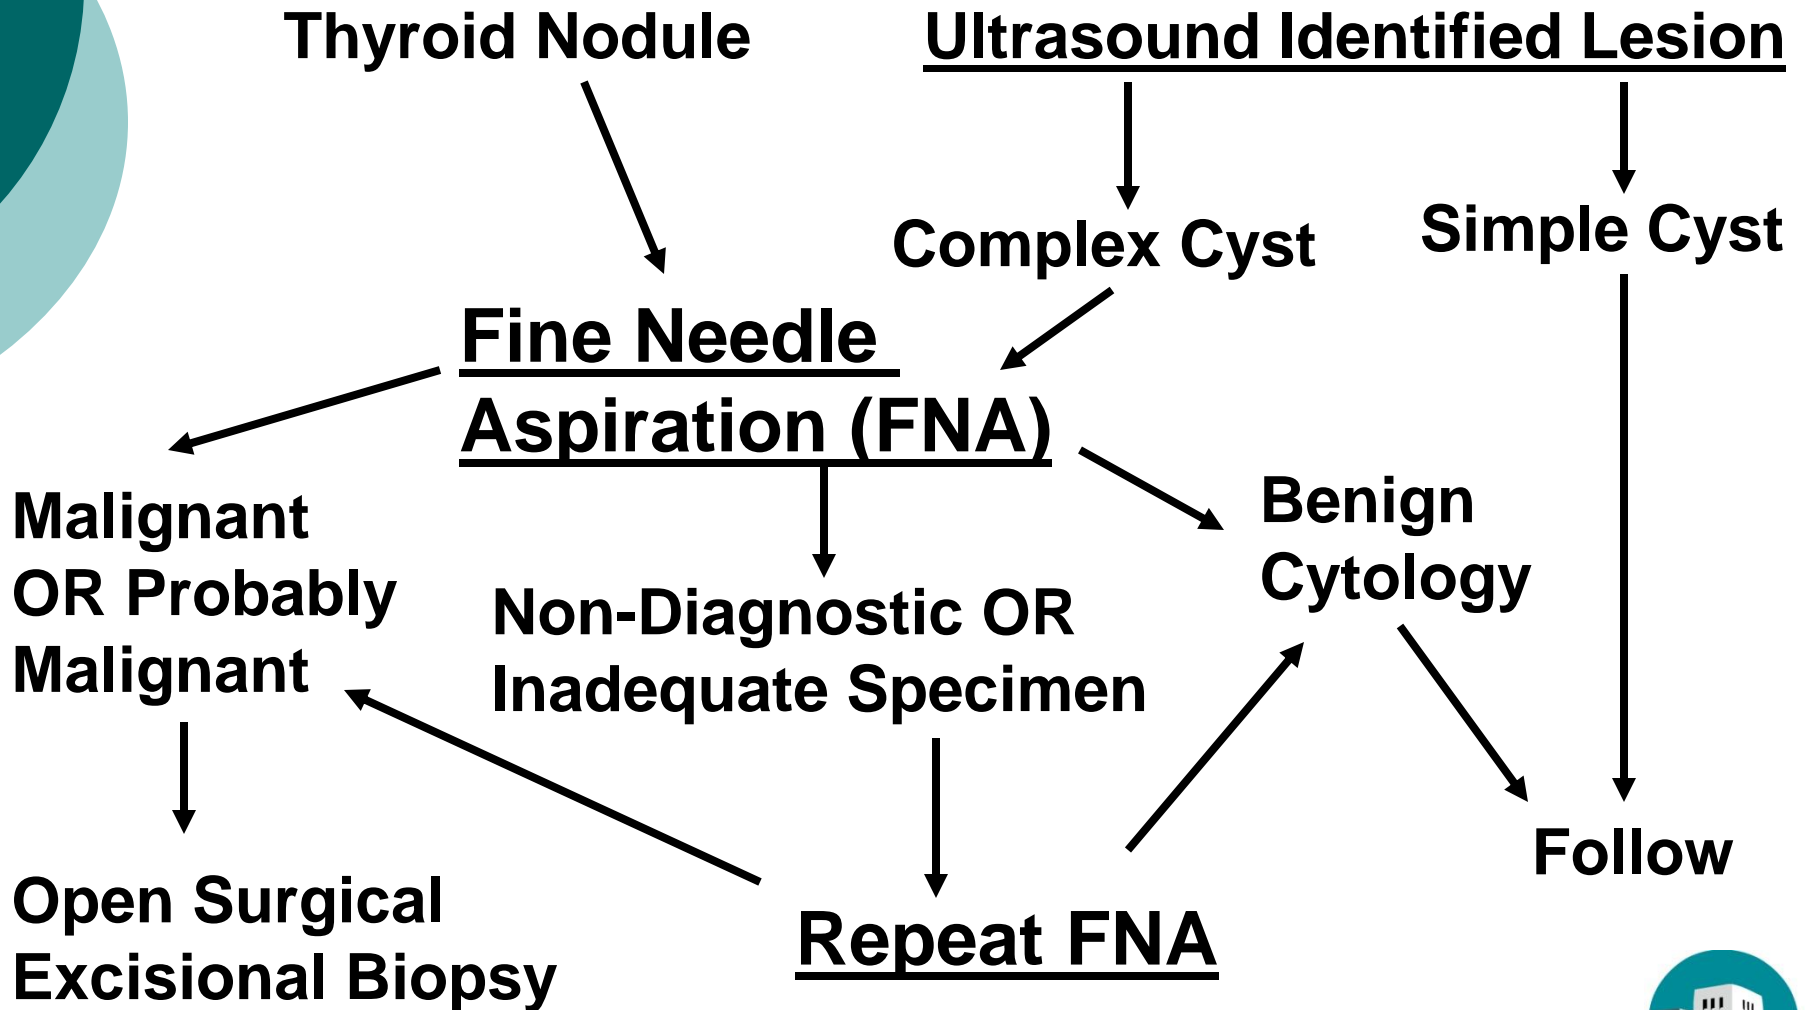 Thyroid Nodule
Ultrasound Identified Lesion
Complex Cyst
Simple Cyst
Fine Needle
Aspiration (FNA)
Malignant
OR Probably
Malignant
Non-Diagnostic OR
Inadequate Specimen
Benign
Cytology
Follow
Open Surgical
Excisional Biopsy
Repeat FNA